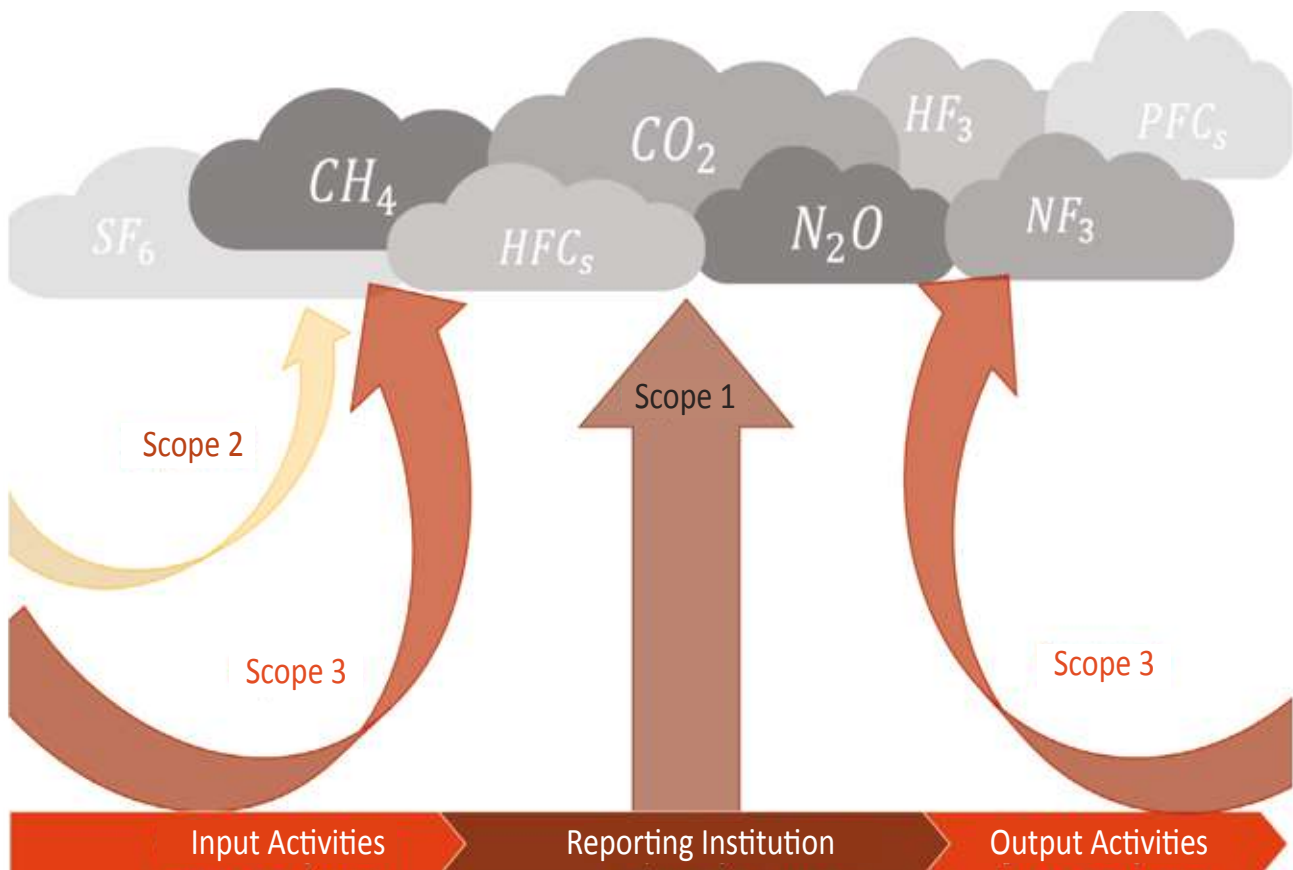 HF₃
PFCₛ
CO₂
CH₄
NF₃
N₂O
SF₆
HFCₛ
Scope 1
Scope 2
Scope 3
Scope 3
Input Activities
Reporting Institution
Output Activities